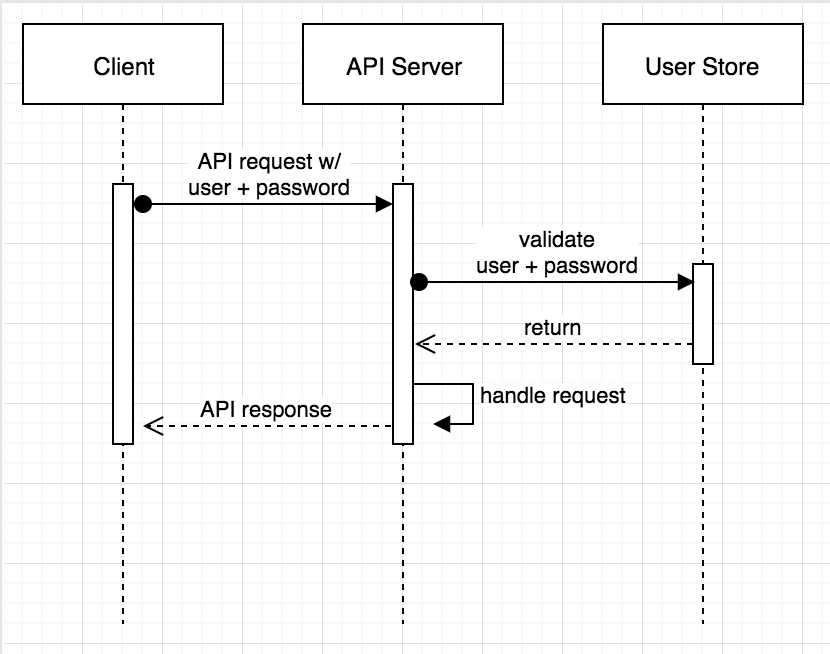 Client
API Server
User Store
API request w/
user + password
validate
user + password
return
handle request
API response